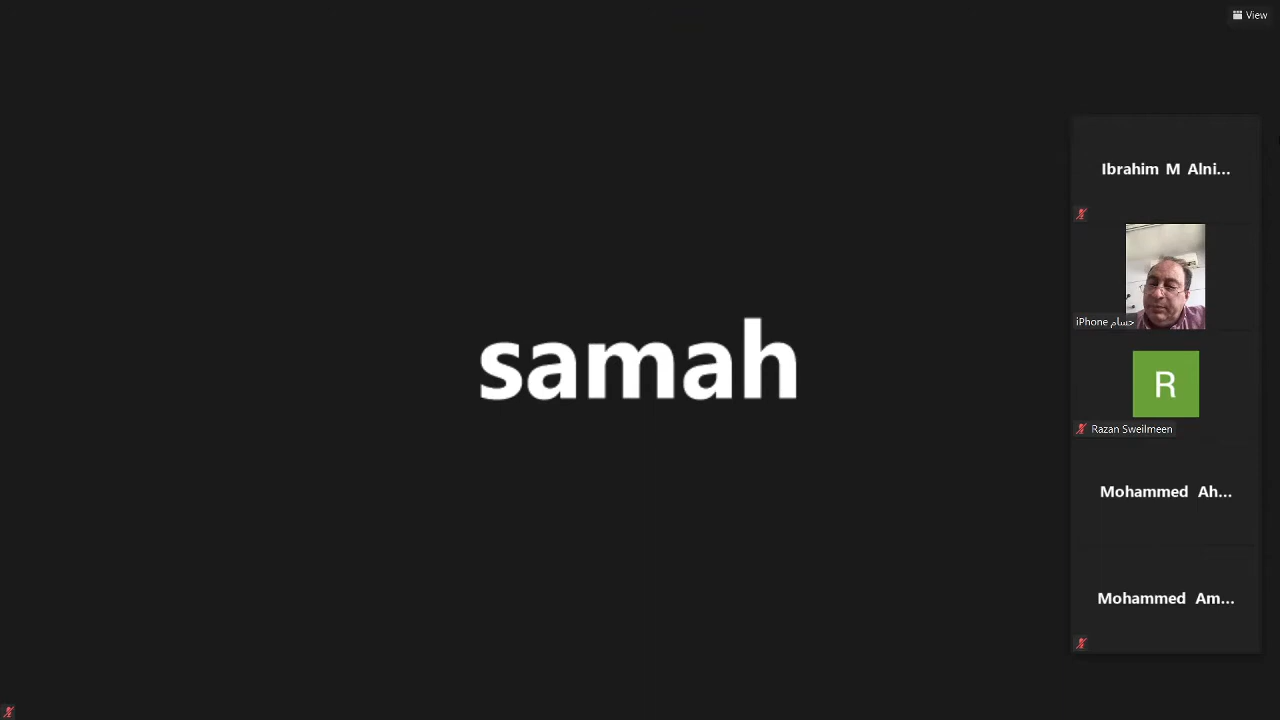 View
samah
Ibrahim M Alni...
iPhone حسام
R
Razan Sweilmeen
Mohammed Ah...
Mohammed Am...